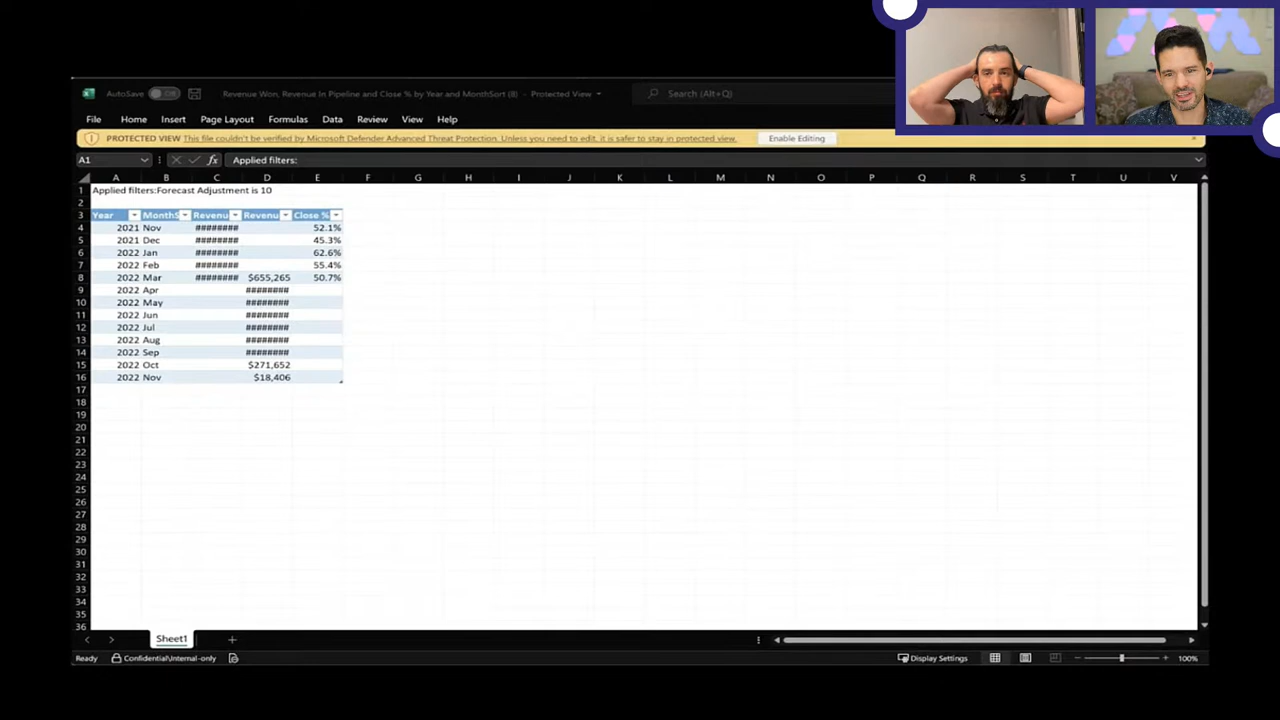 AutoSave Off Revenue Won, Revenue In Pipeline and Close % by Year and MonthSort (8) - Protected View Search (Alt+Q)
File Home Insert Page Layout Formulas Data Review View Help
PROTECTED VIEW This file couldn't be verified by Microsoft Defender Advanced Threat Protection. Unless you need to edit, it is safer to stay in protected view. Enable Editing
A1 fx Applied filters:
A B C D E F G H I J K L M N O P Q R S T U V
1 Applied filters:Forecast Adjustment is 10
2
3 Year MonthS Revenu Revenu Close %
4 2021 Nov ######## 52.1%
5 2021 Dec ######## 45.3%
6 2022 Jan ######## 62.6%
7 2022 Feb ######## 55.4%
8 2022 Mar ######## $655,265 50.7%
9 2022 Apr ########
10 2022 May ########
11 2022 Jun ########
12 2022 Jul ########
13 2022 Aug ########
14 2022 Sep ########
15 2022 Oct $271,652
16 2022 Nov $18,406
17
18
19
20
21
22
23
24
25
26
27
28
29
30
31
32
33
34
35
36
Sheet1
Ready Confidential\Internal-only Display Settings 100%